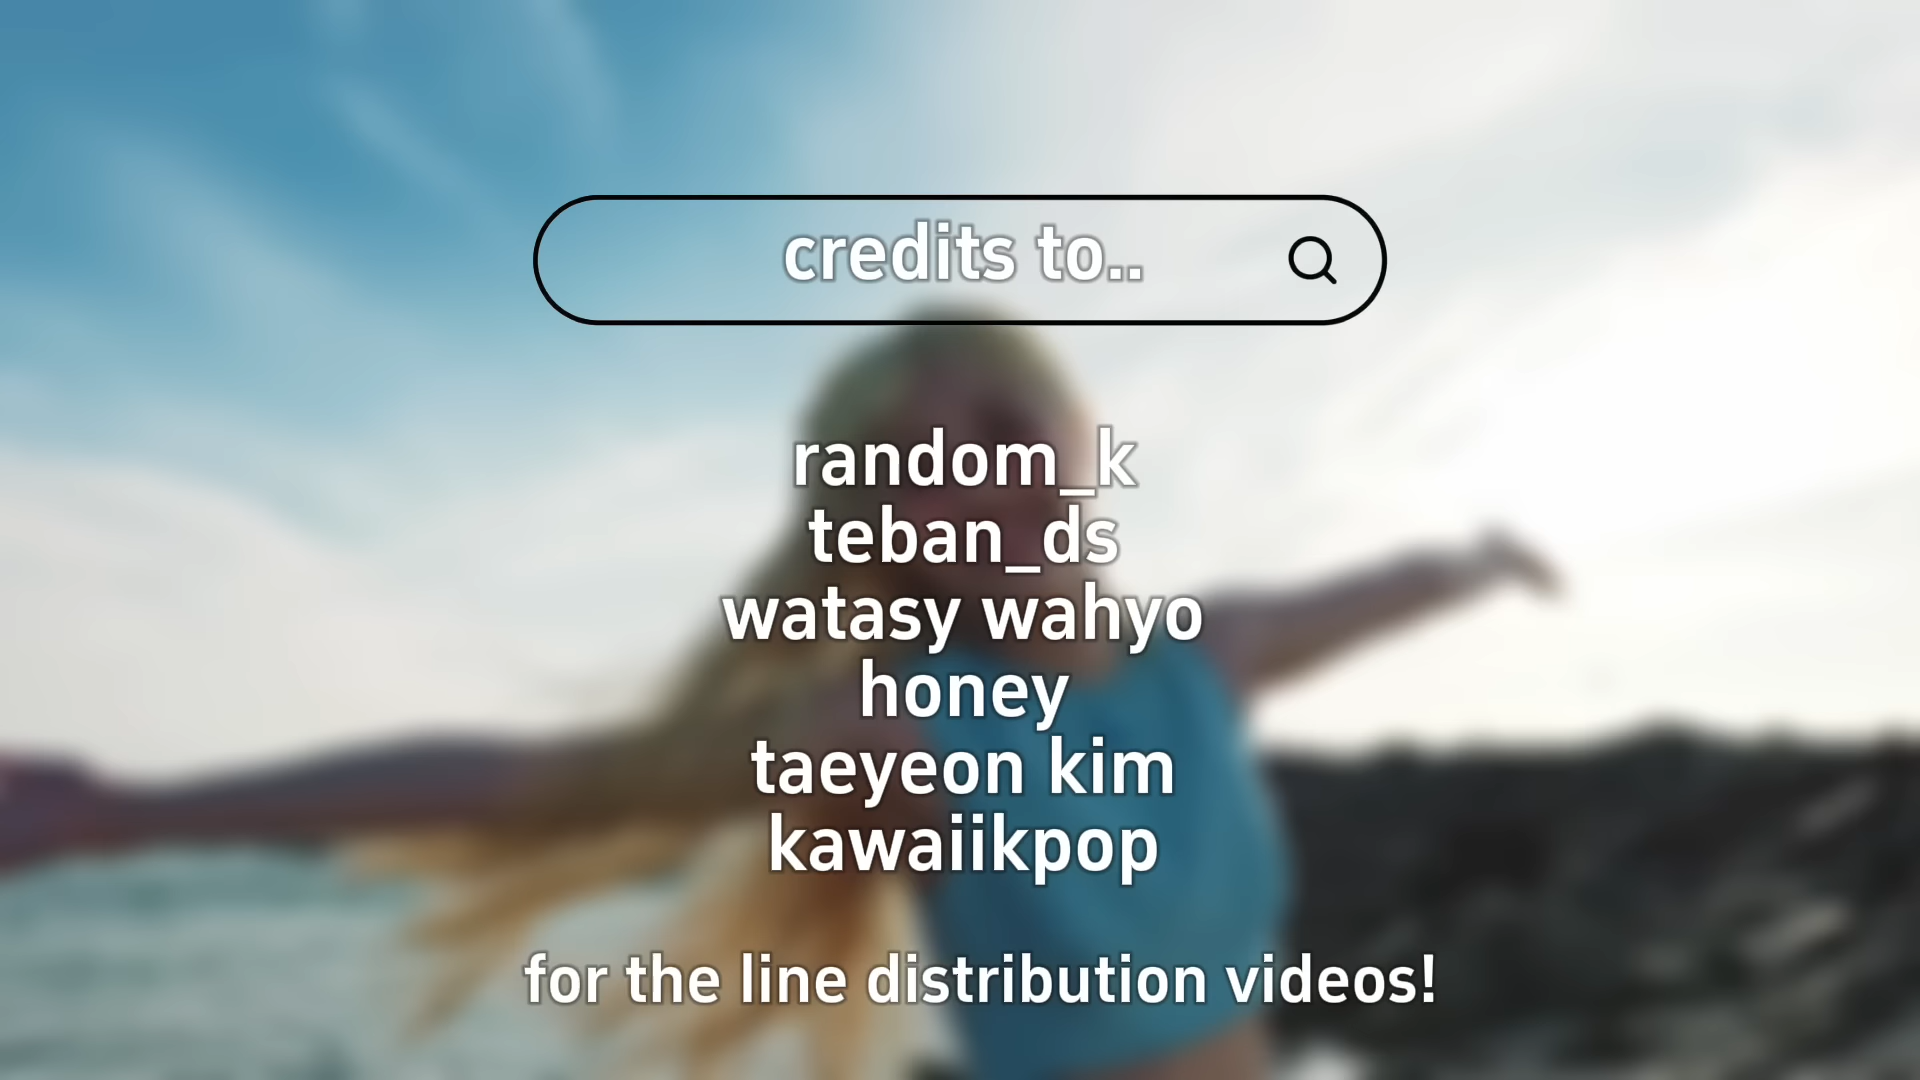 credits to..
random_k
teban_ds
watasy wahyo
honey
taeyeon kim
kawaiikpop
for the line distribution videos!